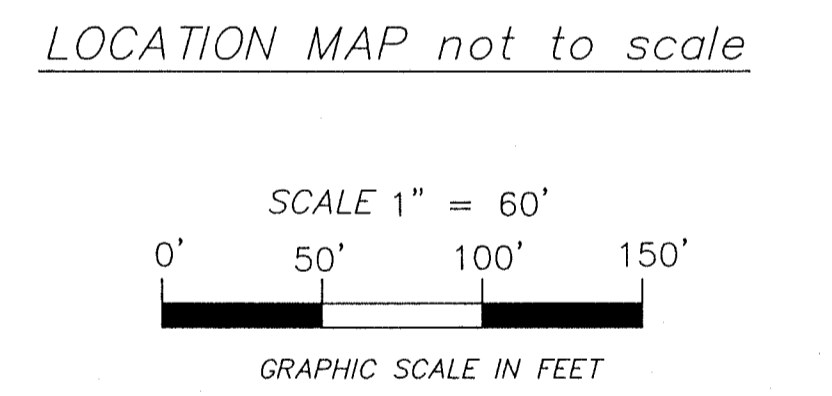 LOCATION MAP not to scale
SCALE 1" = 60'
0' 50' 100' 150'
GRAPHIC SCALE IN FEET